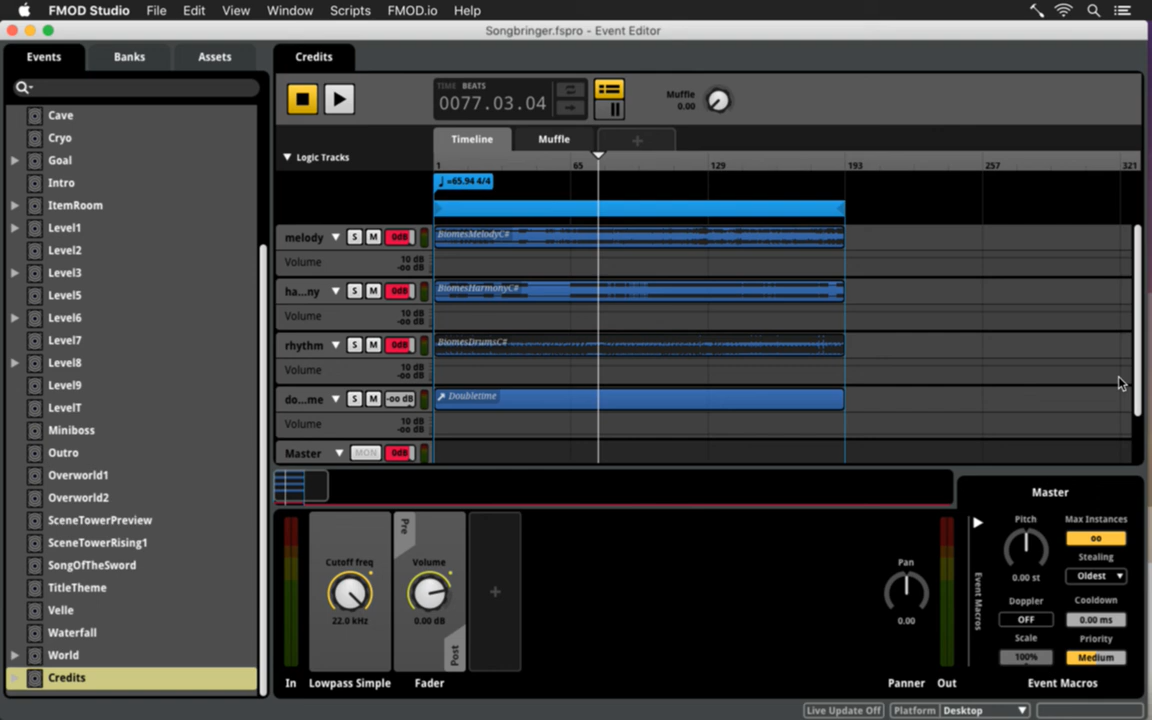 FMOD Studio File Edit View Window Scripts FMOD.io Help
Songbringer.fspro - Event Editor
Events Banks Assets
Credits
Cave
Cryo
Goal
Intro
ItemRoom
Level1
Level2
Level3
Level5
Level6
Level7
Level8
Level9
LevelT
Miniboss
Outro
Overworld1
Overworld2
SceneTowerPreview
SceneTowerRising1
SongOfTheSword
TitleTheme
Velle
Waterfall
World
Credits
TIME BEATS
0077.03.04
Muffle
0.00
Timeline Muffle +
Logic Tracks
1 65 129 193 257 321
=65.94 4/4
melody S M 0dB BiomesMelodyC#
Volume 10 dB
-oo dB
ha...ny S M 0dB BiomesHarmonyC#
Volume 10 dB
-oo dB
rhythm S M 0dB BiomesDrumsC#
Volume 10 dB
-oo dB
do...me S M -oo dB Doubletime
Volume 10 dB
-oo dB
Master MON 0dB
Pre
Cutoff freq Volume
22.0 kHz 0.00 dB
Post
+
In Lowpass Simple Fader
Pan
0.00
Panner Out
Master
Event Macros
Pitch Max Instances
oo
Stealing
0.00 st Oldest
Doppler Cooldown
OFF 0.00 ms
Scale Priority
100% Medium
Event Macros
Live Update Off Platform Desktop